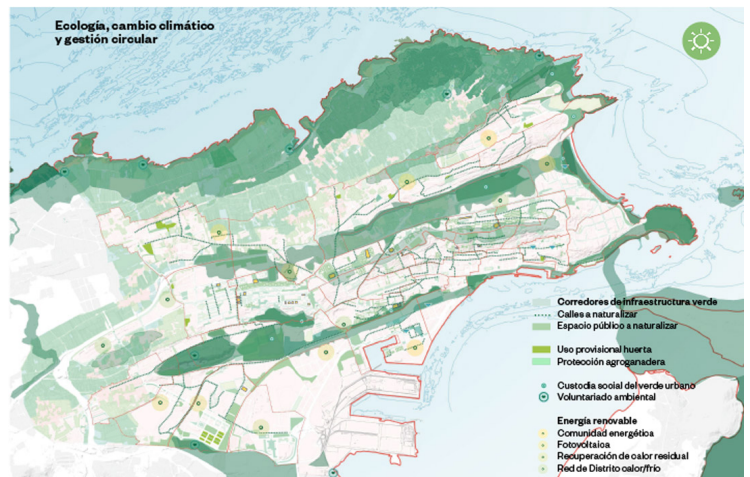 Ecología, cambio climático
y gestión circular
Corredores de infraestructura verde
Calles a naturalizar
Espacio público a naturalizar
Uso provisional huerta
Protección agroganadera
Custodia social del verde urbano
Voluntariado ambiental
Energía renovable
Comunidad energética
Fotovoltaica
Recuperación de calor residual
Red de Distrito calor/frío